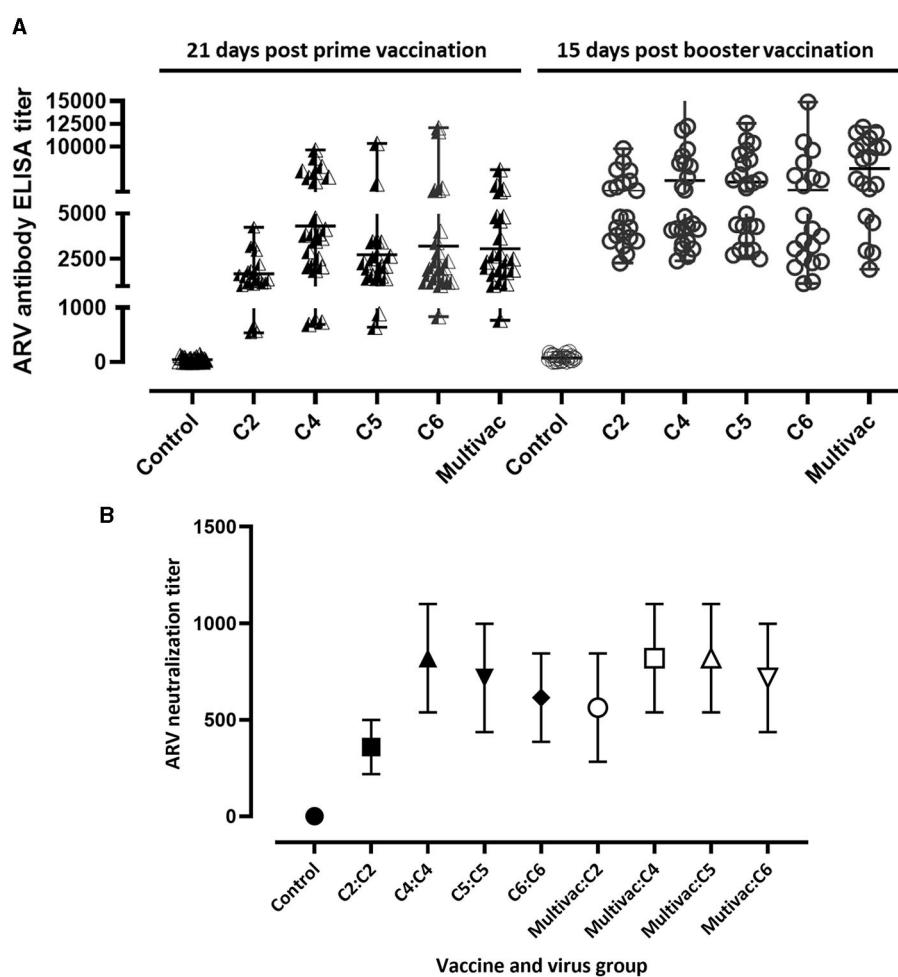 A
21 days post prime vaccination
15 days post booster vaccination
ARV antibody ELISA titer
15000
12500
10000
5000
2500
1000
0
Control
C2
C4
C5
C6
Multivac
Control
C2
C4
C5
C6
Multivac
B
ARV neutralization titer
1500
1000
500
0
Control
C2:C2
C4:C4
C5:C5
C6:C6
Multivac:C2
Multivac:C4
Multivac:C5
Mutivac:C6
Vaccine and virus group